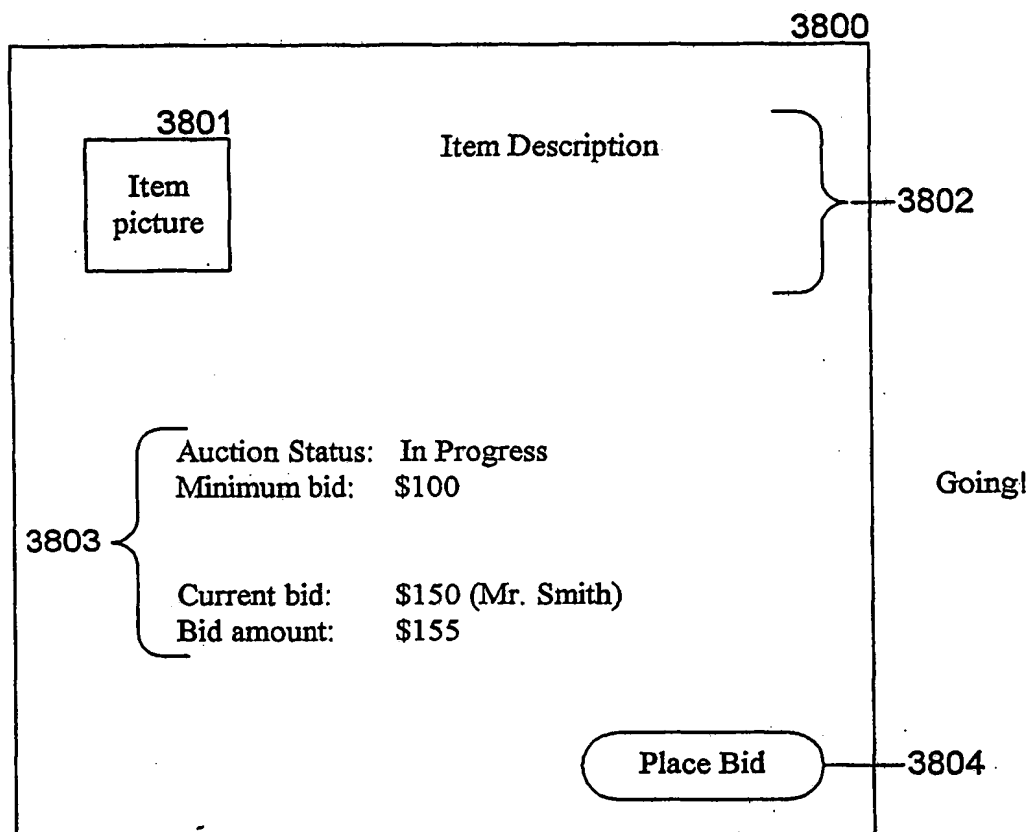 3800
3801
Item Description
Item
picture
3802
Auction Status: In Progress
Minimum bid: $100
Going!
3803
Current bid: $150 (Mr. Smith)
Bid amount: $155
Place Bid
3804